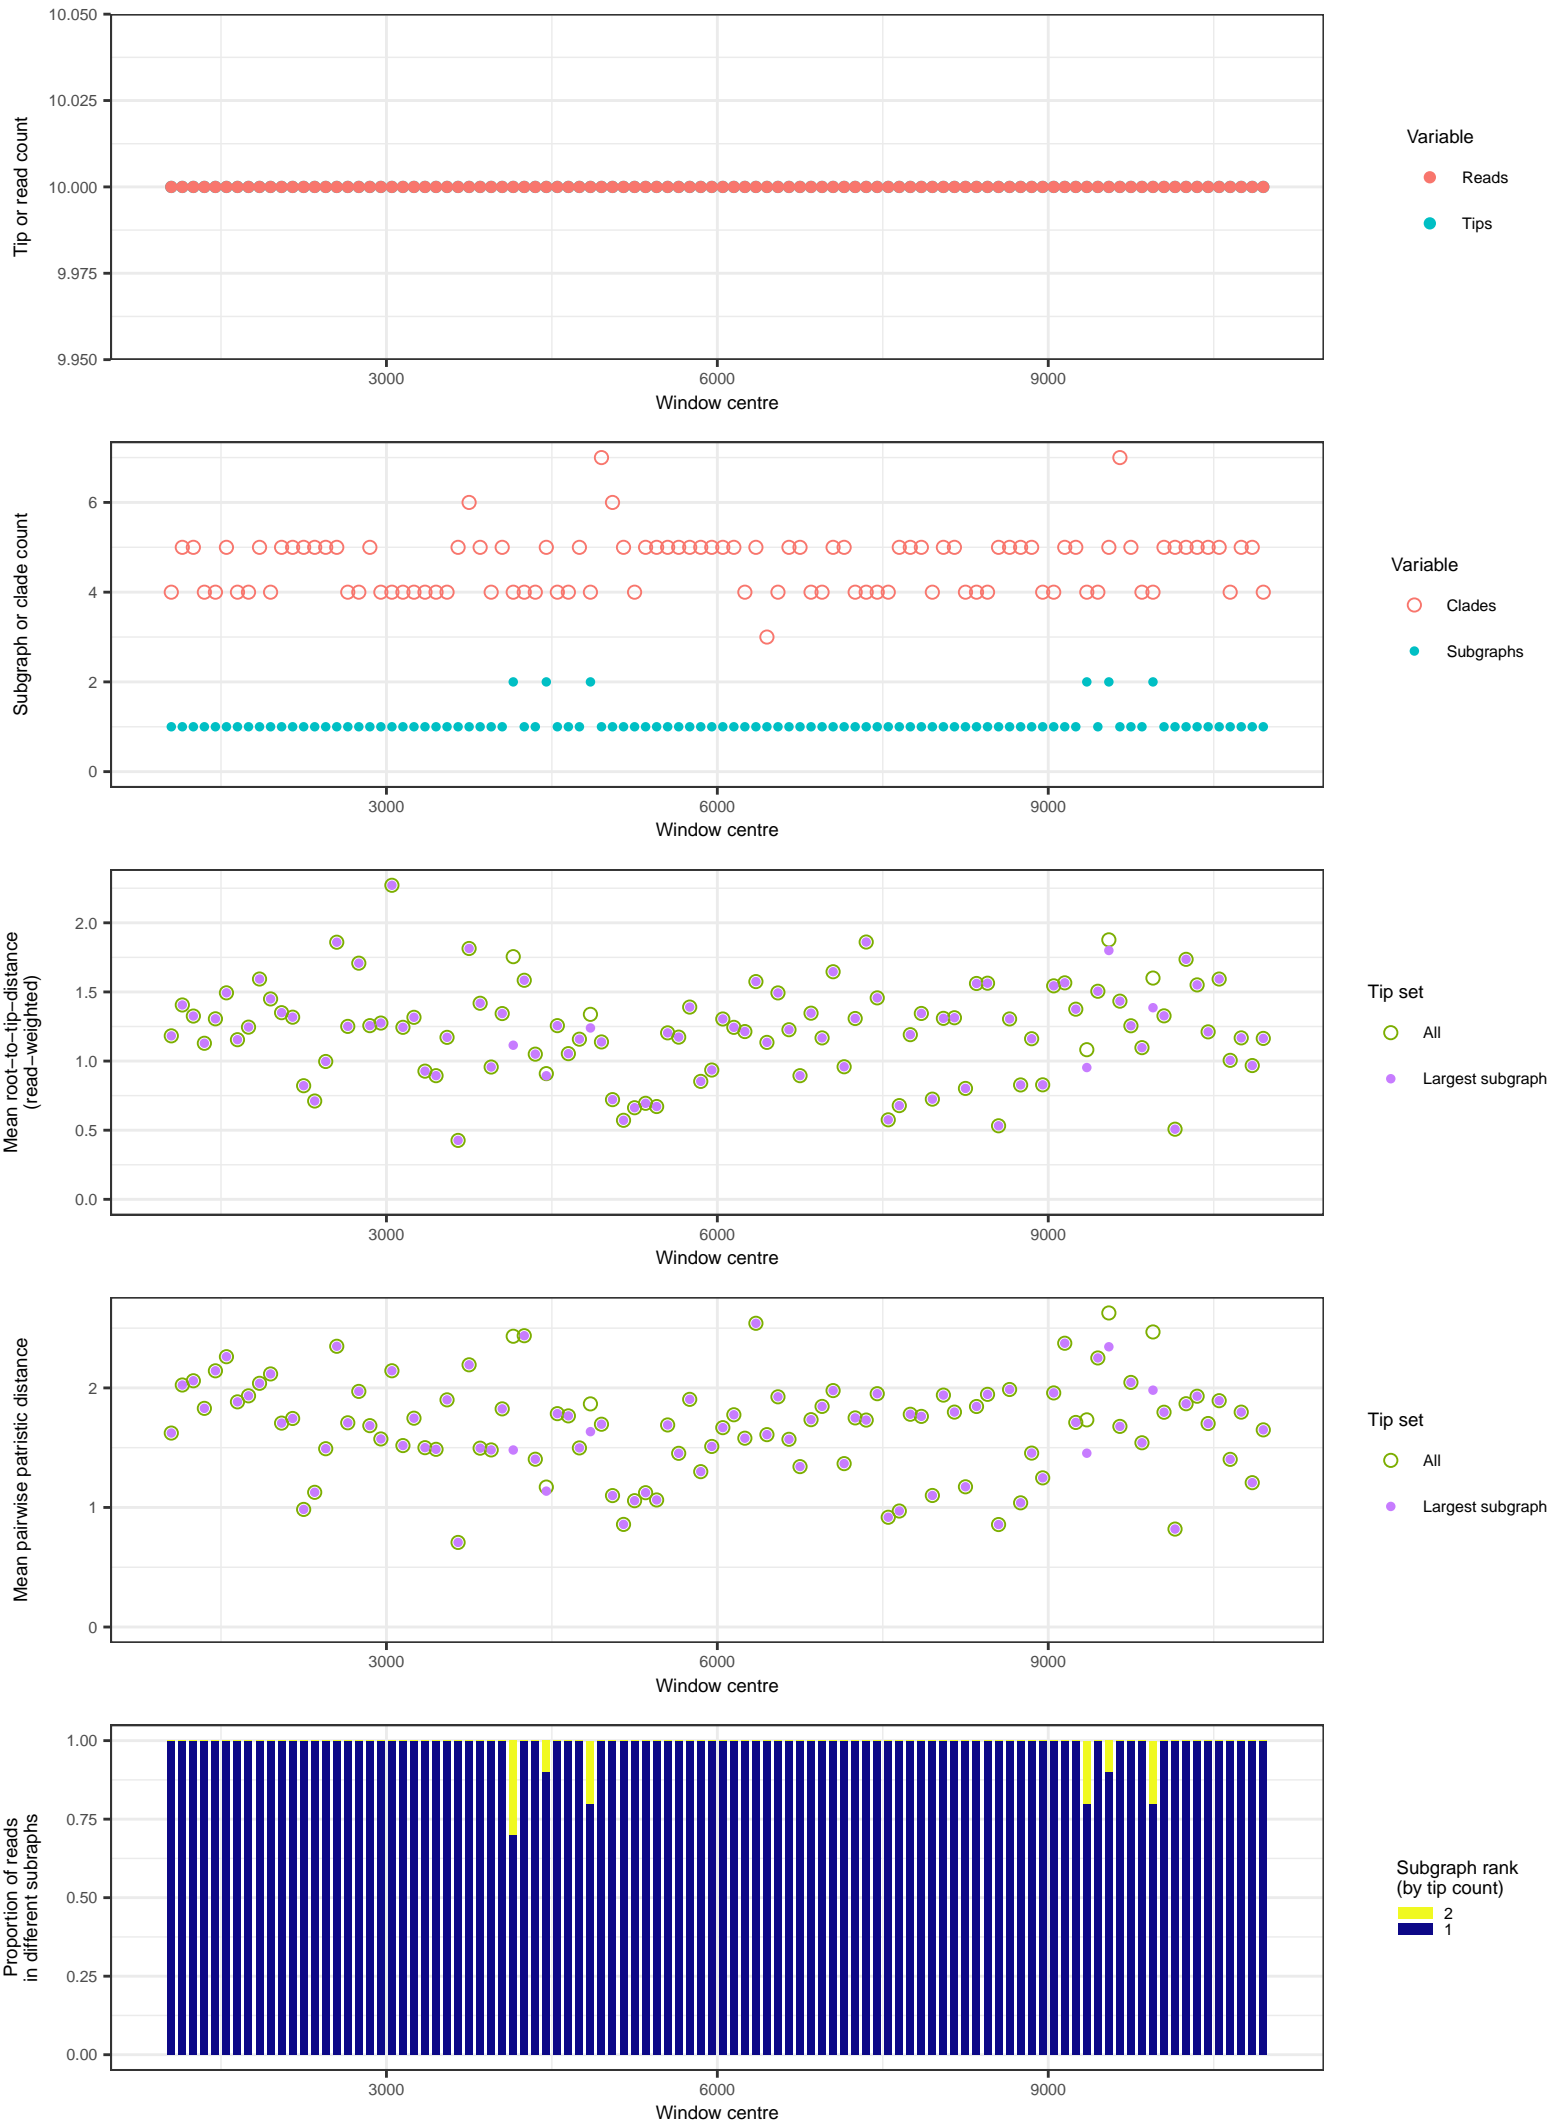 10.050
10.025
10.000
9.975
9.950
Tip or read count
3000
6000
9000
Window centre
Variable
Reads
Tips
6
4
2
0
Subgraph or clade count
3000
6000
9000
Window centre
Variable
Clades
Subgraphs
2.0
1.5
1.0
0.5
0.0
Mean root−to−tip−distance
(read−weighted)
3000
6000
9000
Window centre
Tip set
All
Largest subgraph
2
1
0
Mean pairwise patristic distance
3000
6000
9000
Window centre
Tip set
All
Largest subgraph
1.00
0.75
0.50
0.25
0.00
Proportion of reads
in different subraphs
3000
6000
9000
Window centre
Subgraph rank
(by tip count)
2
1